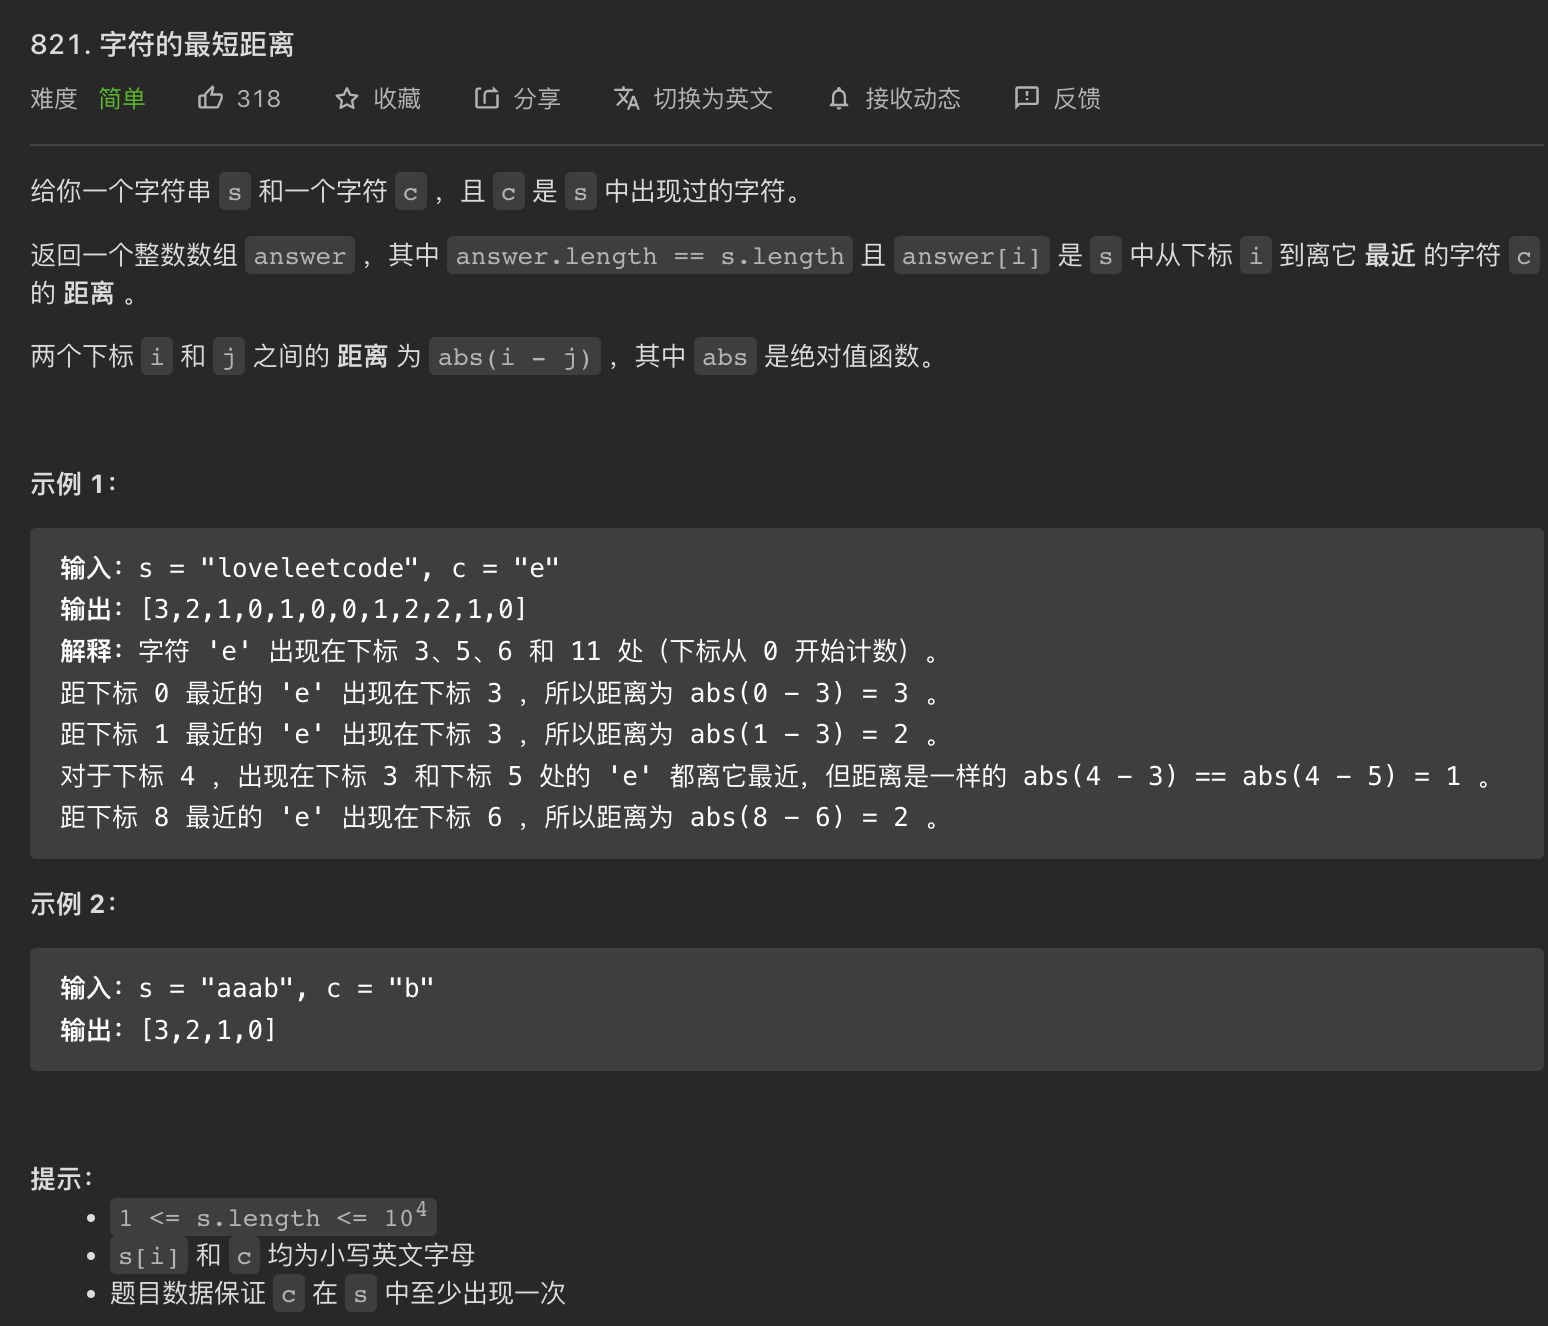 821. 字符的最短距离
难度 简单 318 收藏 分享 切换为英文 接收动态 反馈
给你一个字符串 s 和一个字符 c ，且 c 是 s 中出现过的字符。
返回一个整数数组 answer ，其中 answer.length == s.length 且 answer[i] 是 s 中从下标 i 到离它 最近 的字符 c
的 距离 。
两个下标 i 和 j 之间的 距离 为 abs(i - j) ，其中 abs 是绝对值函数。
示例 1：
输入：s = "loveleetcode", c = "e"
输出：[3,2,1,0,1,0,0,1,2,2,1,0]
解释：字符 'e' 出现在下标 3、5、6 和 11 处（下标从 0 开始计数）。
距下标 0 最近的 'e' 出现在下标 3 ，所以距离为 abs(0 - 3) = 3 。
距下标 1 最近的 'e' 出现在下标 3 ，所以距离为 abs(1 - 3) = 2 。
对于下标 4 ，出现在下标 3 和下标 5 处的 'e' 都离它最近，但距离是一样的 abs(4 - 3) == abs(4 - 5) = 1 。
距下标 8 最近的 'e' 出现在下标 6 ，所以距离为 abs(8 - 6) = 2 。
示例 2：
输入：s = "aaab", c = "b"
输出：[3,2,1,0]
提示：
• 1 <= s.length <= 10⁴
• s[i] 和 c 均为小写英文字母
• 题目数据保证 c 在 s 中至少出现一次